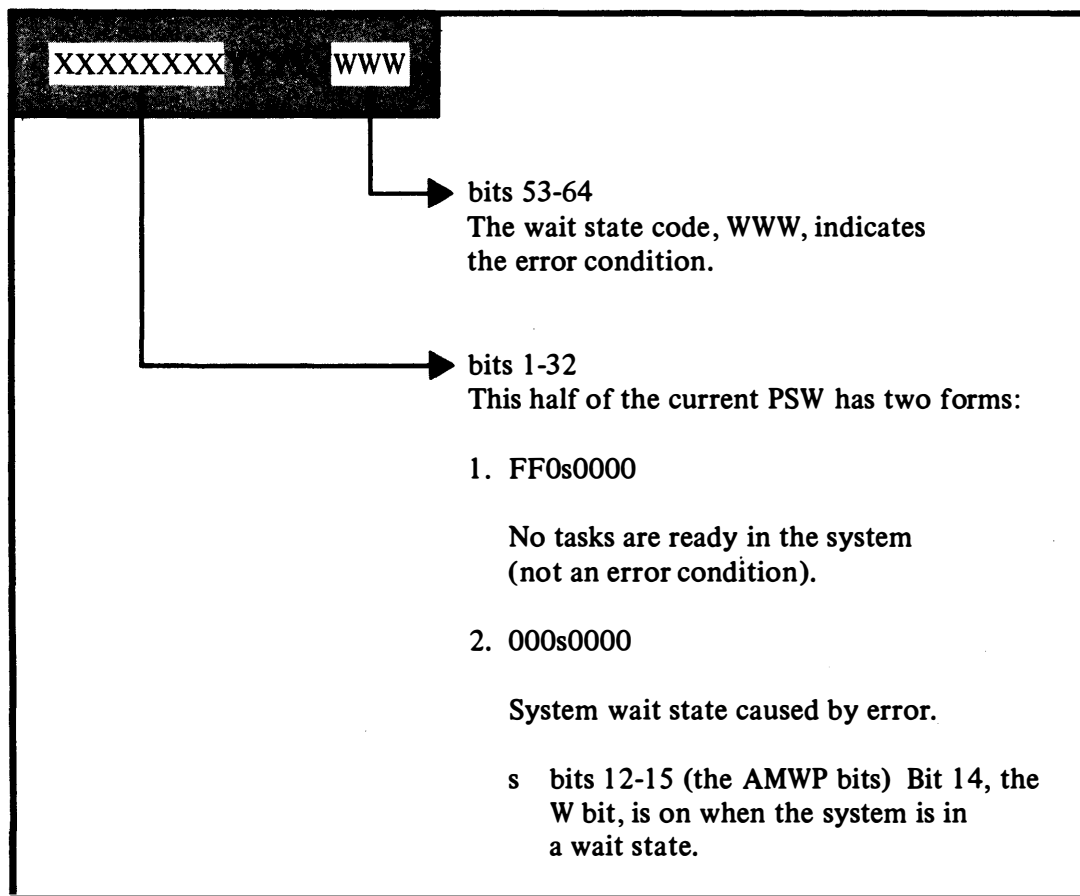 XXXXXXXX WWW
bits 53-64
The wait state code, WWW, indicates
the error condition.
bits 1-32
This half of the current PSW has two forms:
1. FF0s0000
No tasks are ready in the system
(not an error condition).
2. 000s0000
System wait state caused by error.
s bits 12-15 (the AMWP bits) Bit 14, the
W bit, is on when the system is in
a wait state.